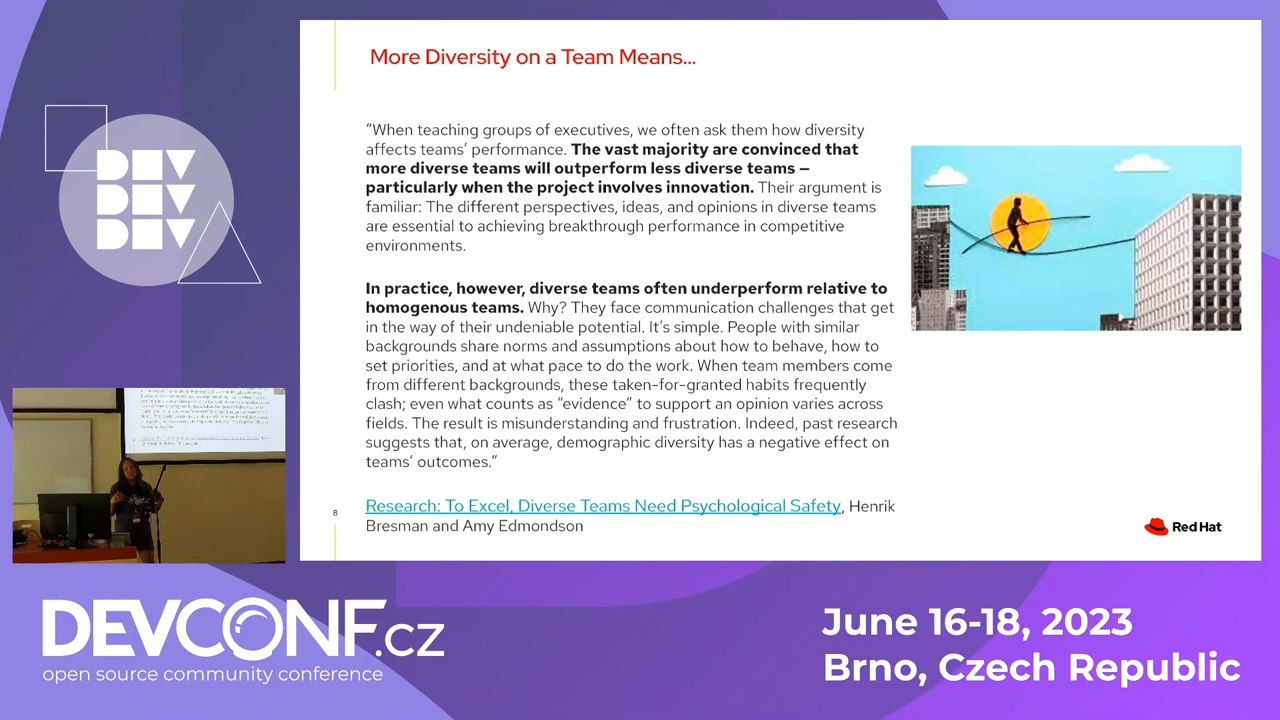 DEV
DEV
DEV
More Diversity on a Team Means...
“When teaching groups of executives, we often ask them how diversity
affects teams’ performance. The vast majority are convinced that
more diverse teams will outperform less diverse teams —
particularly when the project involves innovation. Their argument is
familiar: The different perspectives, ideas, and opinions in diverse teams
are essential to achieving breakthrough performance in competitive
environments.
In practice, however, diverse teams often underperform relative to
homogenous teams. Why? They face communication challenges that get
in the way of their undeniable potential. It’s simple. People with similar
backgrounds share norms and assumptions about how to behave, how to
set priorities, and at what pace to do the work. When team members come
from different backgrounds, these taken-for-granted habits frequently
clash; even what counts as “evidence” to support an opinion varies across
fields. The result is misunderstanding and frustration. Indeed, past research
suggests that, on average, demographic diversity has a negative effect on
teams’ outcomes.”
Research: To Excel, Diverse Teams Need Psychological Safety, Henrik
Bresman and Amy Edmondson
8
Red Hat
DEVCONF.cz
open source community conference
June 16-18, 2023
Brno, Czech Republic